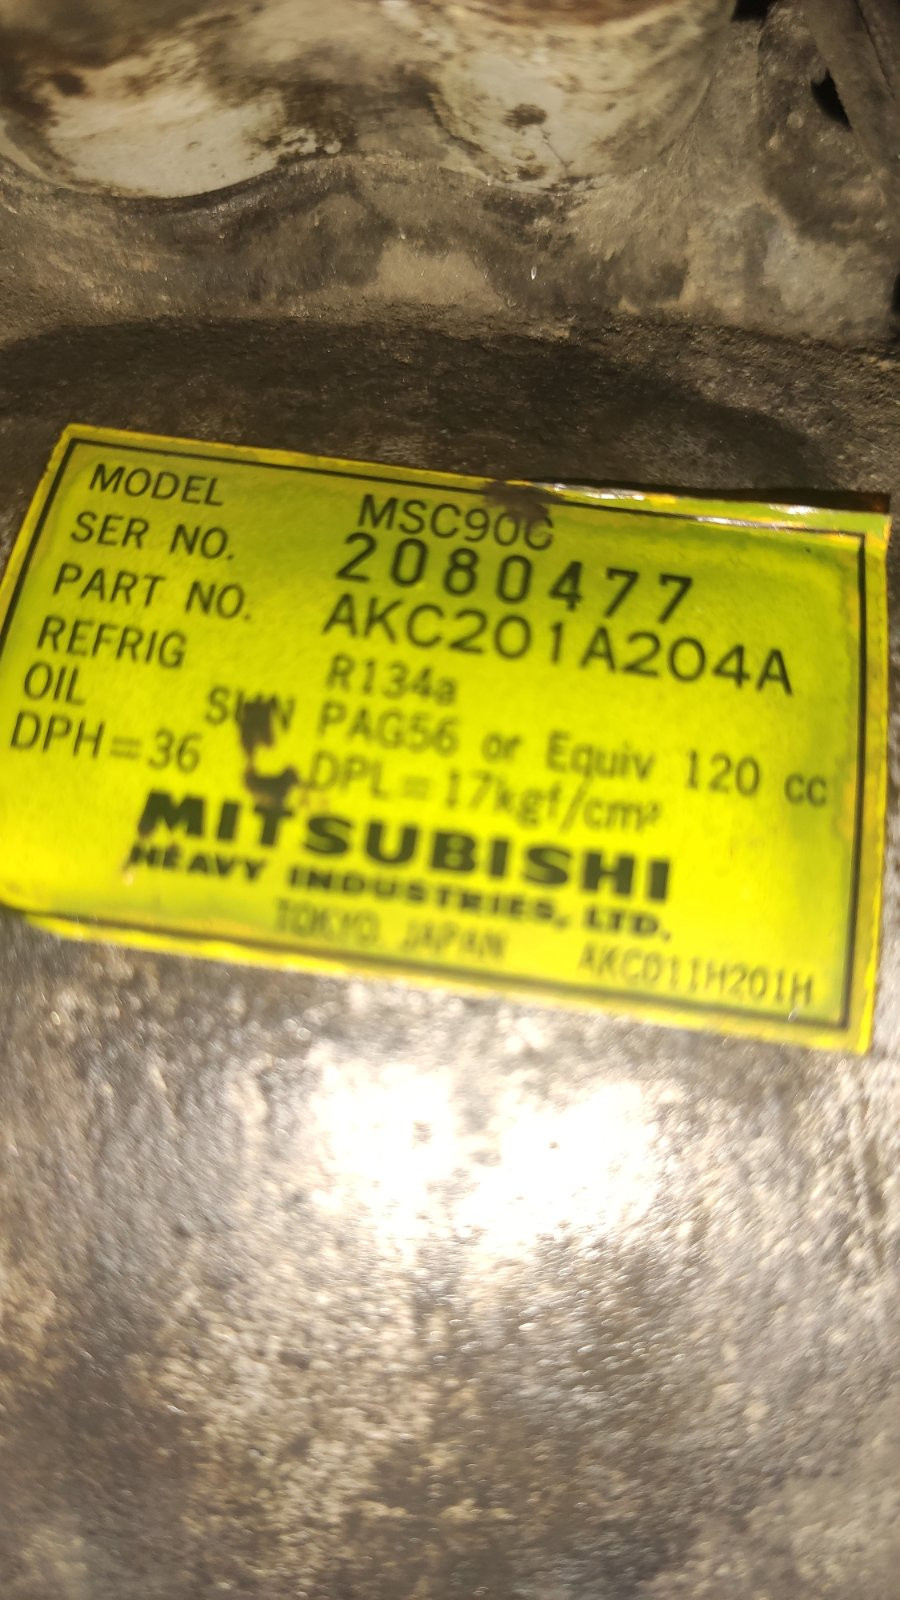 MODEL MSC90C
SER NO. 2080477
PART NO. AKC201A204A
REFRIG R134a
OIL SUN PAG56 or Equiv 120 cc
DPH=36 DPL=17kgf/cm²
MITSUBISHI
HEAVY INDUSTRIES, LTD.
TOKYO. JAPAN AKC011H201H